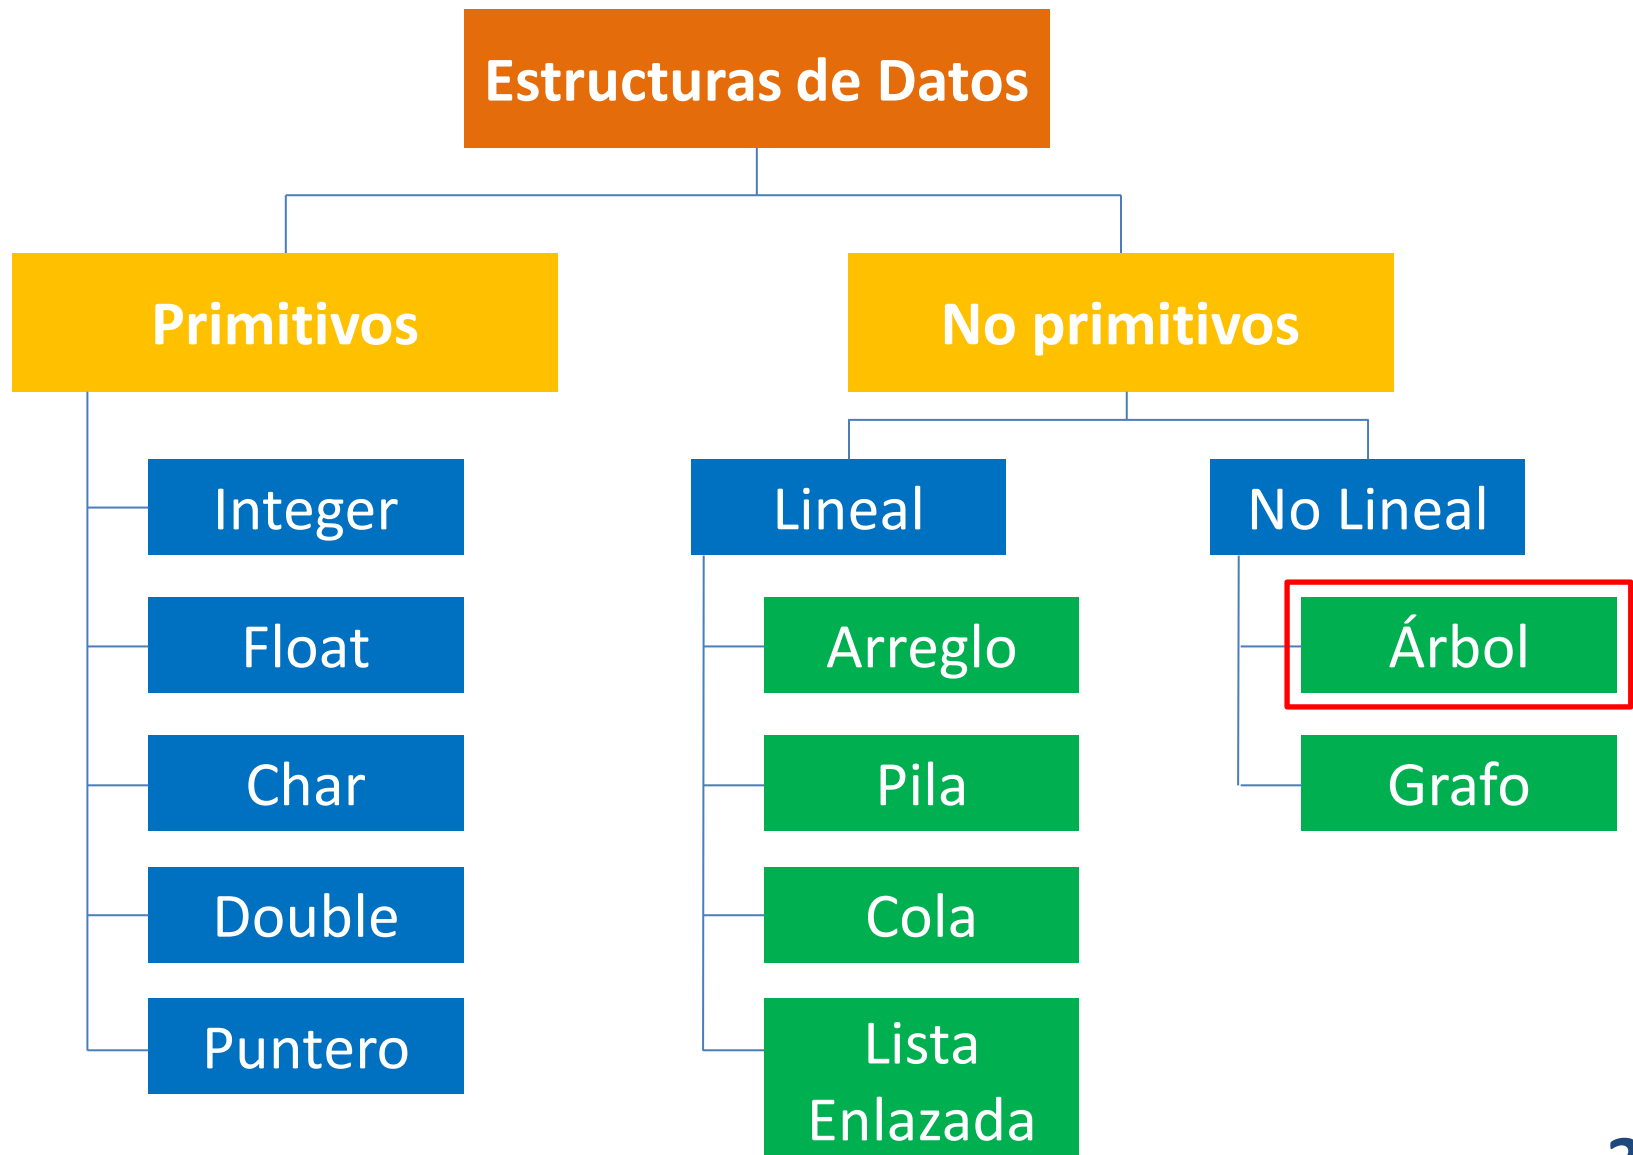 Estructuras de Datos
Primitivos
No primitivos
Integer
Float
Char
Double
Puntero
Lineal
Arreglo
Pila
Cola
Lista
Enlazada
No Lineal
Árbol
Grafo